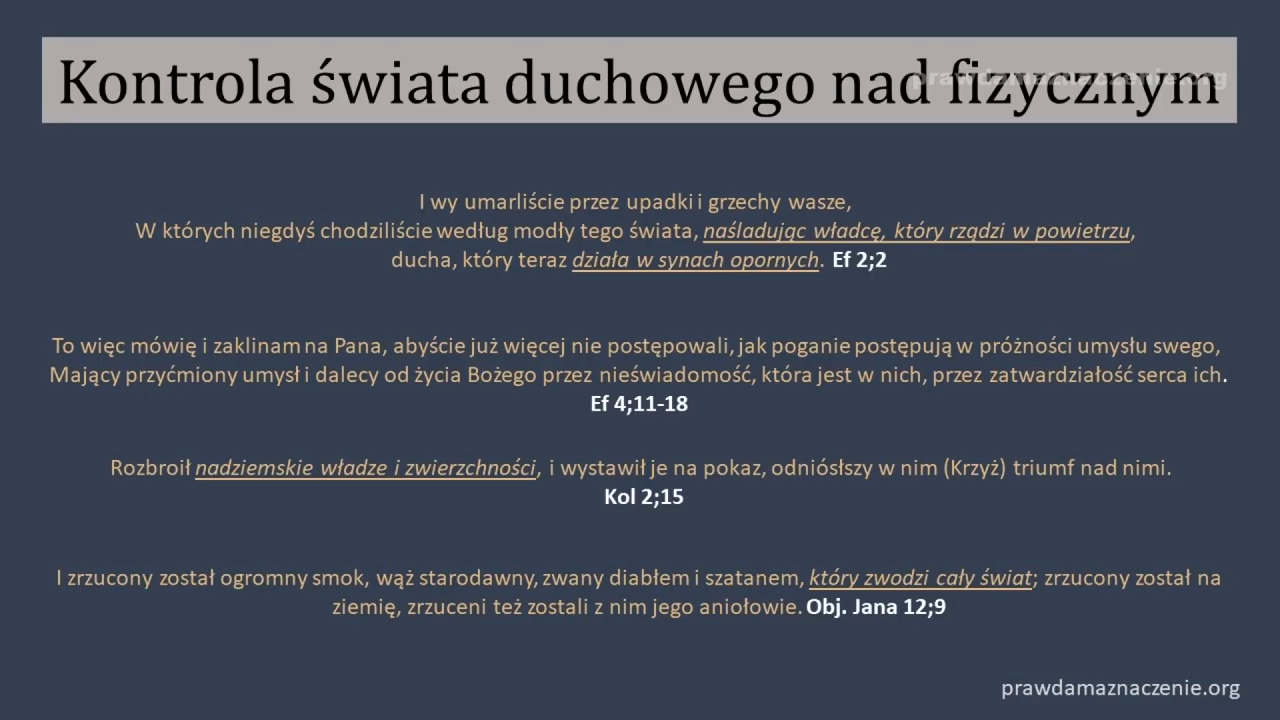 Kontrola świata duchowego nad fizycznym
prawdamaznaczenie.org
I wy umarliście przez upadki i grzechy wasze,
W których niegdyś chodziliście według modły tego świata, naśladując władcę, który rządzi w powietrzu,
ducha, który teraz działa w synach opornych. Ef 2;2
To więc mówię i zaklinam na Pana, abyście już więcej nie postępowali, jak poganie postępują w próżności umysłu swego,
Mający przyćmiony umysł i dalecy od życia Bożego przez nieświadomość, która jest w nich, przez zatwardziałość serca ich.
Ef 4;11-18
Rozbroił nadziemskie władze i zwierzchności, i wystawił je na pokaz, odniósłszy w nim (Krzyż) triumf nad nimi.
Kol 2;15
I zrzucony został ogromny smok, wąż starodawny, zwany diabłem i szatanem, który zwodzi cały świat; zrzucony został na
ziemię, zrzuceni też zostali z nim jego aniołowie. Obj. Jana 12;9
prawdamaznaczenie.org